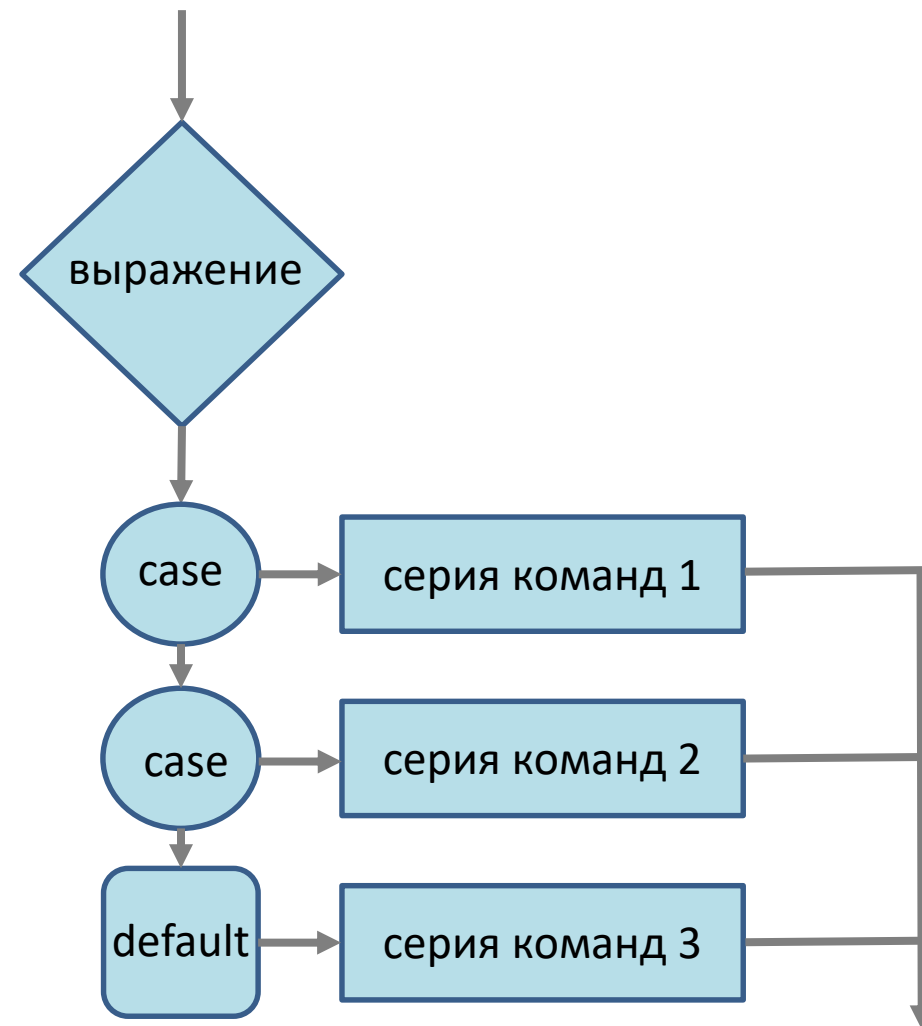 выражение
case
серия команд 1
case
серия команд 2
default
серия команд 3